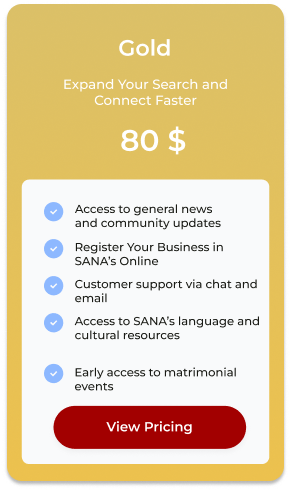 Gold
Expand Your Search and
Connect Faster
80 $
Access to general news
and community updates
Register Your Business in
SANA's Online
Customer support via chat and
email
Access to SANA's language and
cultural resources
Early access to matrimonial
events
View Pricing